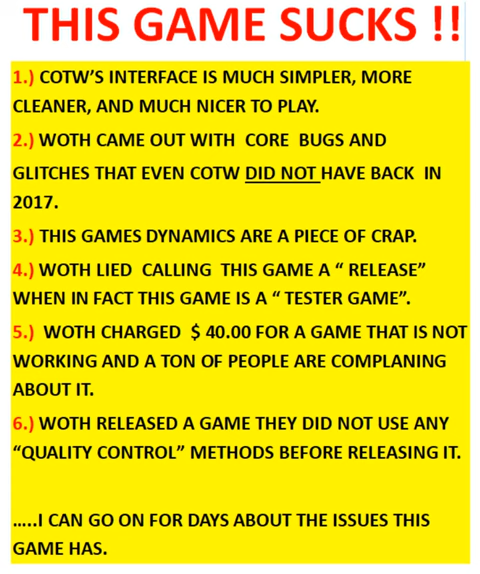 THIS GAME SUCKS !!
1.) COTW'S INTERFACE IS MUCH SIMPLER, MORE
CLEANER, AND MUCH NICER TO PLAY.
2.) WOTH CAME OUT WITH CORE BUGS AND
GLITCHES THAT EVEN COTW DID NOT HAVE BACK IN
2017.
3.) THIS GAMES DYNAMICS ARE A PIECE OF CRAP.
4.) WOTH LIED CALLING THIS GAME A “ RELEASE”
WHEN IN FACT THIS GAME IS A “ TESTER GAME”.
5.) WOTH CHARGED $ 40.00 FOR A GAME THAT IS NOT
WORKING AND A TON OF PEOPLE ARE COMPLANING
ABOUT IT.
6.) WOTH RELEASED A GAME THEY DID NOT USE ANY
“QUALITY CONTROL” METHODS BEFORE RELEASING IT.
…..I CAN GO ON FOR DAYS ABOUT THE ISSUES THIS
GAME HAS.